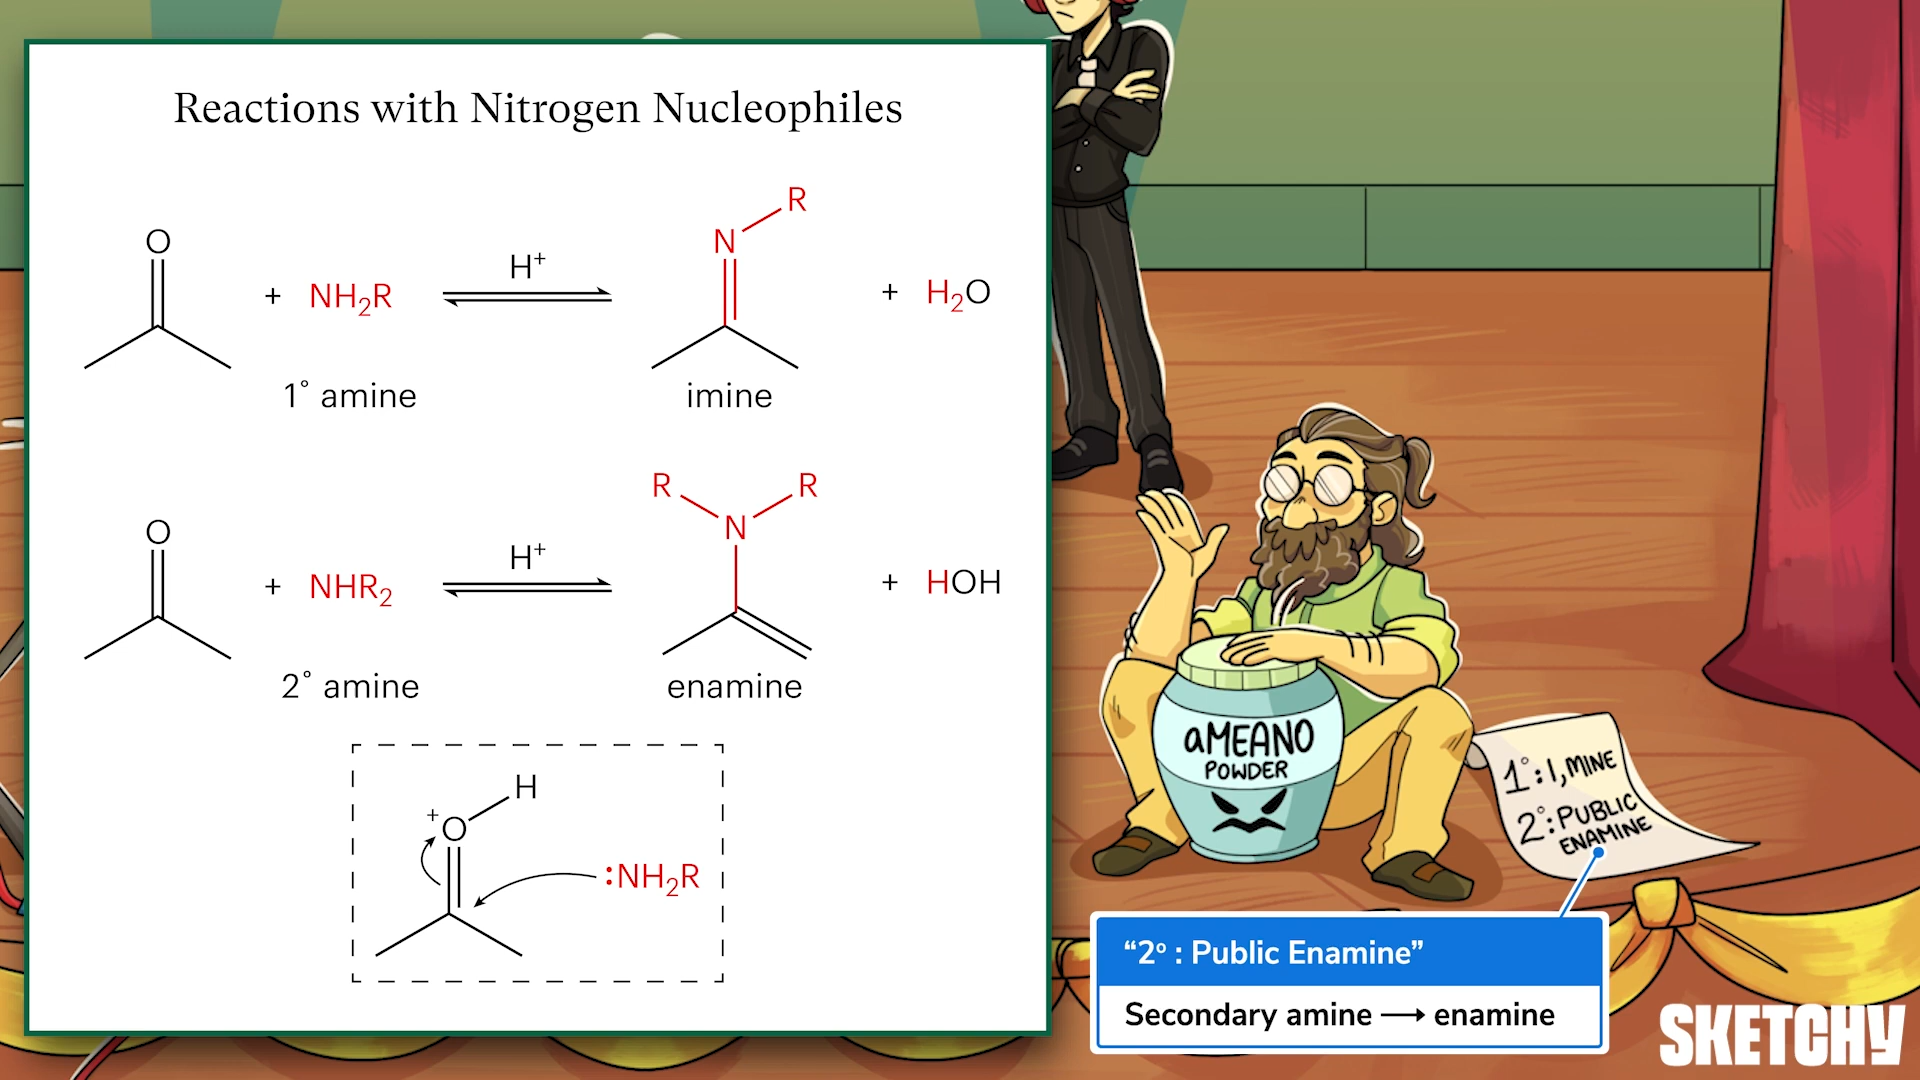 Reactions with Nitrogen Nucleophiles
O
+ NH₂R
H⁺
N
R
+ H₂O
1° amine
imine
O
+ NHR₂
H⁺
R
R
N
+ HOH
2° amine
enamine
H
+
O
:NH₂R
aMEANO
POWDER
1°: I, MINE
2°: PUBLIC
ENAMINE
“2º : Public Enamine”
Secondary amine → enamine
SKETCHY